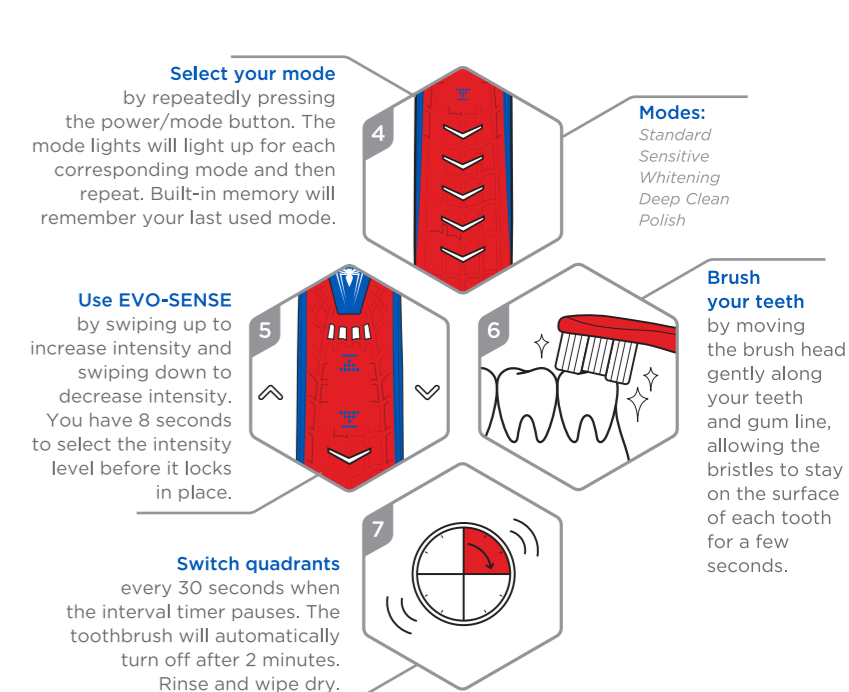 Select your mode
by repeatedly pressing
the power/mode button. The
mode lights will light up for each
corresponding mode and then
repeat. Built-in memory will
remember your last used mode.
4
Modes:
Standard
Sensitive
Whitening
Deep Clean
Polish
Use EVO-SENSE
by swiping up to
increase intensity and
swiping down to
decrease intensity.
You have 8 seconds
to select the intensity
level before it locks
in place.
5
6
Brush
your teeth
by moving
the brush head
gently along
your teeth
and gum line,
allowing the
bristles to stay
on the surface
of each tooth
for a few
seconds.
7
Switch quadrants
every 30 seconds when
the interval timer pauses. The
toothbrush will automatically
turn off after 2 minutes.
Rinse and wipe dry.